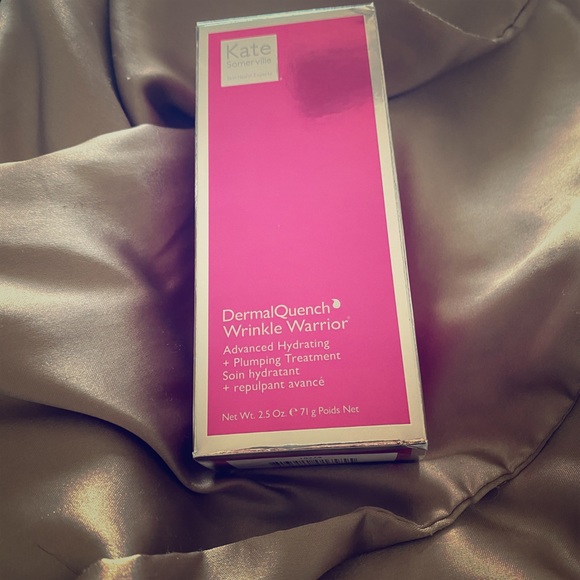 Kate
Somerville
DermalQuench
Wrinkle Warrior
Advanced Hydrating
+ Plumping Treatment
Soin hydratant
+ repulpant avancé
Net Wt. 2.5 Oz. ℮ 71 g Poids Net